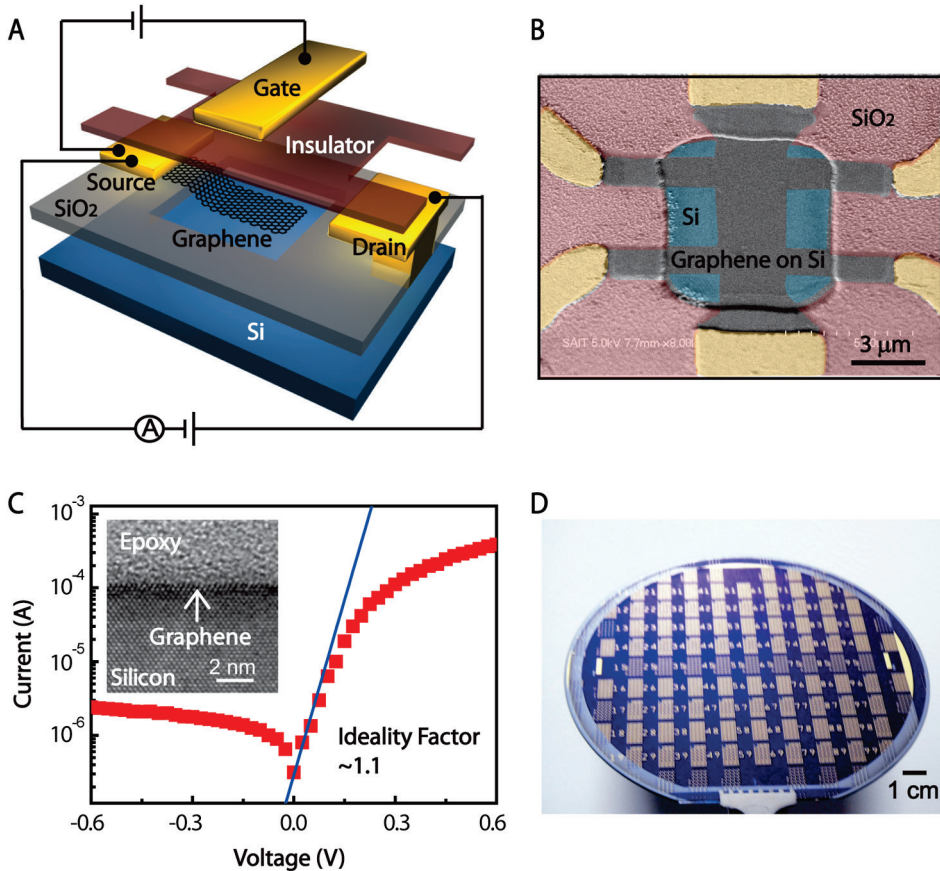 A
Gate
Insulator
Source
SiO₂
Graphene
Drain
Si
A
B
SiO₂
Si
Graphene on Si
SAIT 5.0kV 7.7mm x8.00
3 μm
C
10⁻³
10⁻⁴
10⁻⁵
10⁻⁶
Current (A)
Epoxy
Graphene
2 nm
Silicon
Ideality Factor
~1.1
-0.6
-0.3
0.0
0.3
0.6
Voltage (V)
D
1 cm